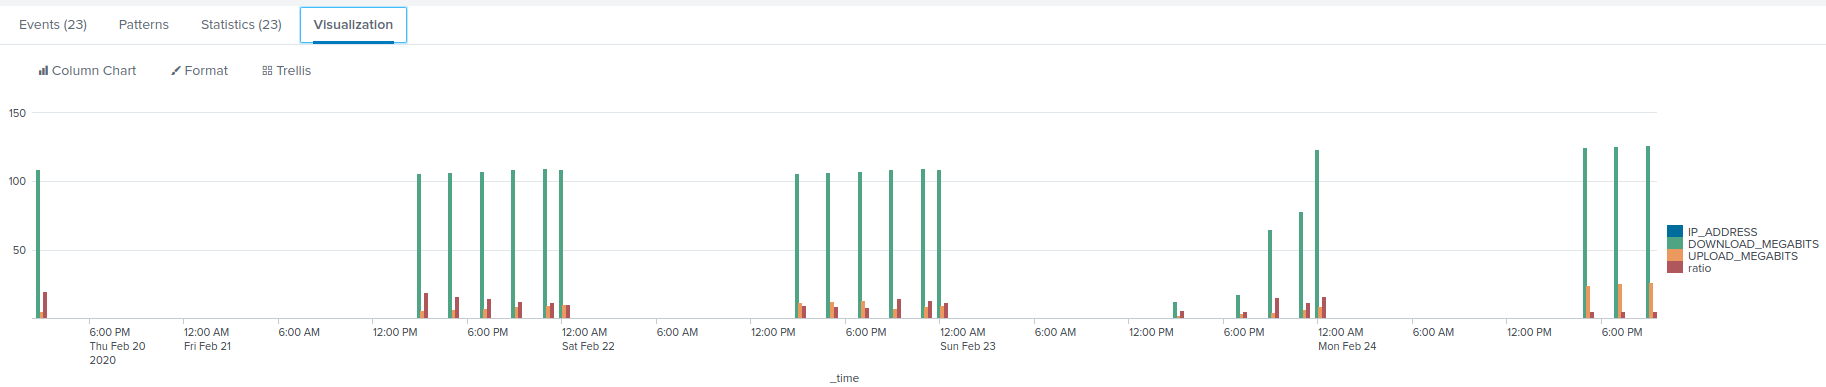 Events (23) Patterns Statistics (23) Visualization
Column Chart Format Trellis
150
100
50
IP_ADDRESS
DOWNLOAD_MEGABITS
UPLOAD_MEGABITS
ratio
6:00 PM 12:00 AM 6:00 AM 12:00 PM 6:00 PM 12:00 AM 6:00 AM 12:00 PM 6:00 PM 12:00 AM 6:00 AM 12:00 PM 6:00 PM 12:00 AM 6:00 AM 12:00 PM 6:00 PM
Thu Feb 20 Fri Feb 21 Sat Feb 22 Sun Feb 23 Mon Feb 24
2020
_time